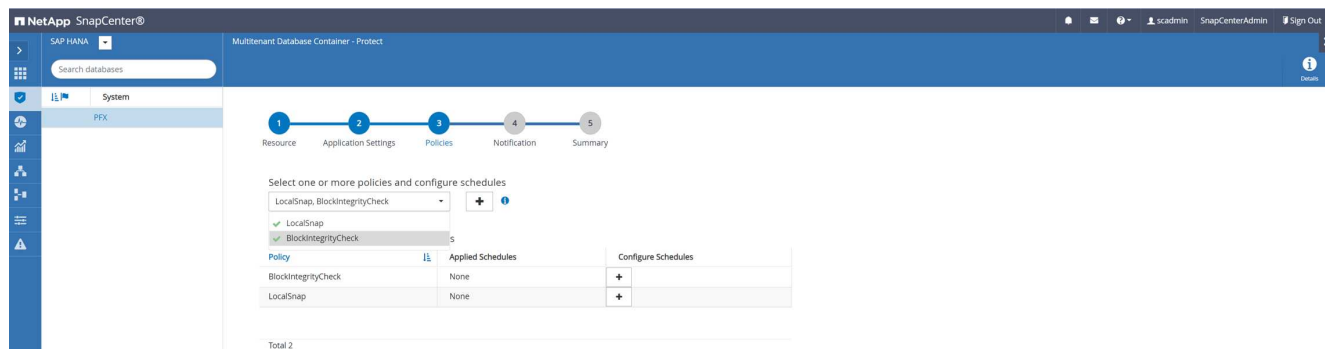 NetApp SnapCenter®
scadmin SnapCenterAdmin Sign Out
SAP HANA
Multitenant Database Container - Protect
Search databases
Details
System
PFX
1 2 3 4 5
Resource Application Settings Policies Notification Summary
Select one or more policies and configure schedules
LocalSnap, BlockIntegrityCheck
LocalSnap
BlockIntegrityCheck
s
Policy Applied Schedules Configure Schedules
BlockIntegrityCheck None +
LocalSnap None +
Total 2